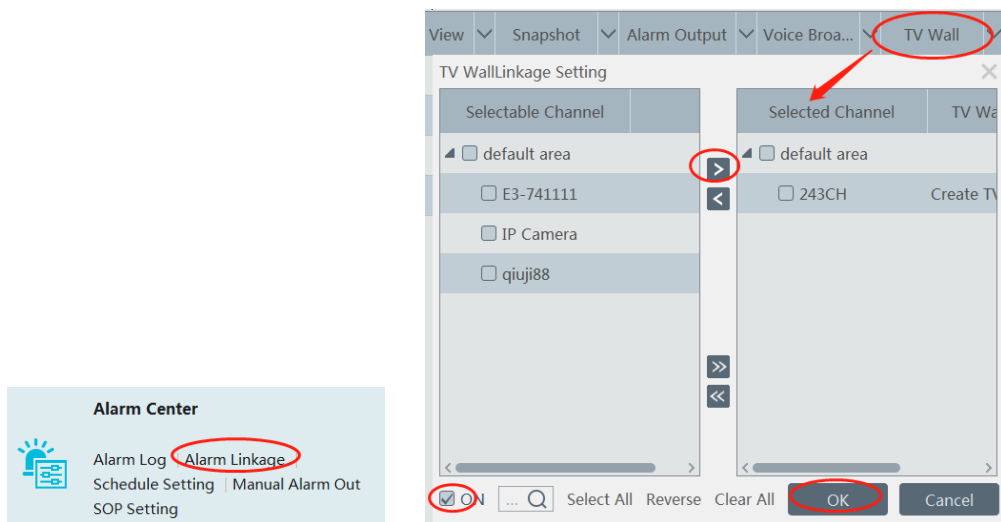 Alarm Center
Alarm Log | Alarm Linkage |
Schedule Setting | Manual Alarm Out
SOP Setting
View Snapshot Alarm Output Voice Broa... TV Wall
TV WallLinkage Setting
Selectable Channel
default area
E3-741111
IP Camera
qiuji88
> 
<
>>
<<
Selected Channel TV Wa
default area
243CH Create TV
ON ... Select All Reverse Clear All OK Cancel